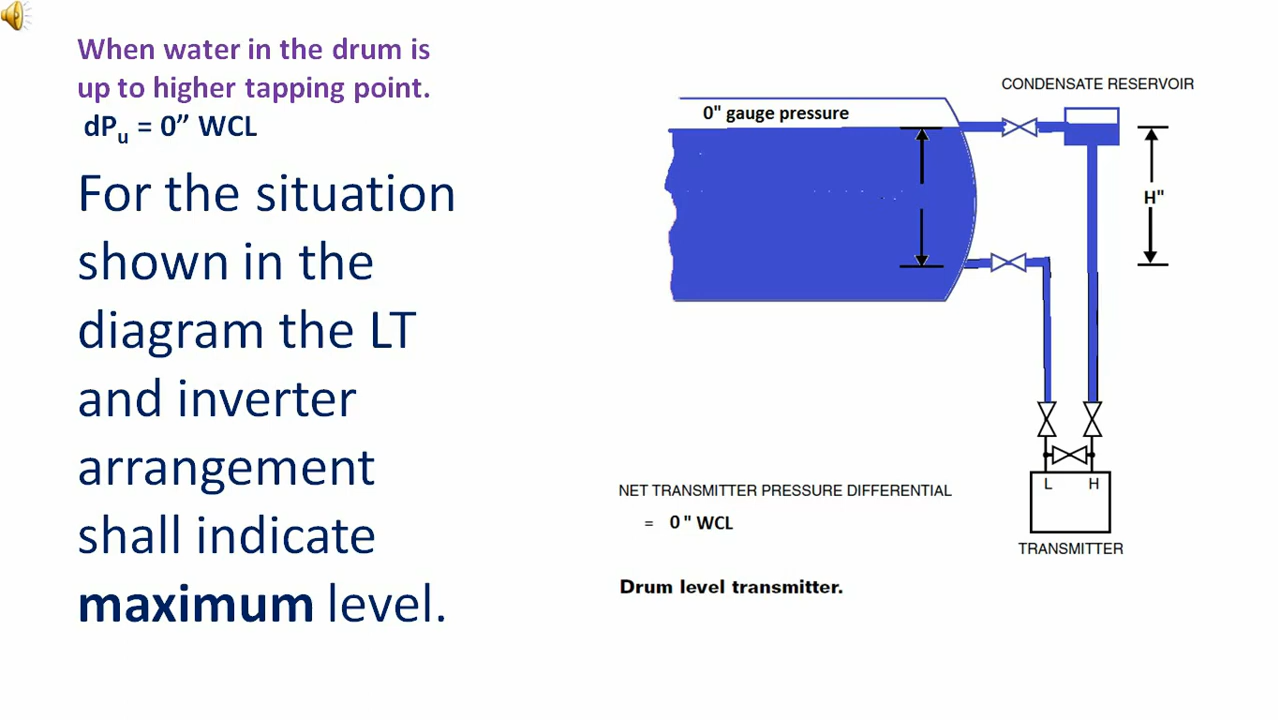 When water in the drum is
up to higher tapping point.
dPu = 0” WCL
For the situation
shown in the
diagram the LT
and inverter
arrangement
shall indicate
maximum level.
CONDENSATE RESERVOIR
0" gauge pressure
H"
L H
TRANSMITTER
NET TRANSMITTER PRESSURE DIFFERENTIAL
= 0 " WCL
Drum level transmitter.